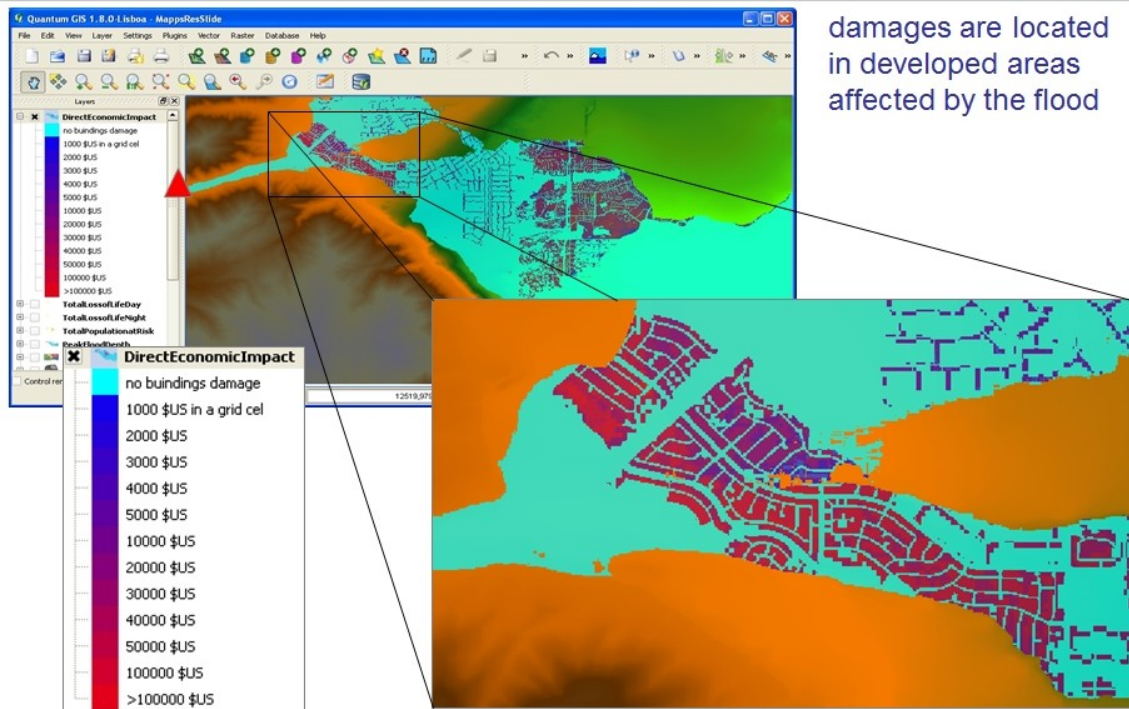 Quantum GIS 1.8.0-Lisboa - MappsResSlide
File Edit View Layer Settings Plugins Vector Raster Database Help
Layers
DirectEconomicImpact
no buindings damage
1000 $US in a grid cel
2000 $US
3000 $US
4000 $US
5000 $US
10000 $US
20000 $US
30000 $US
40000 $US
50000 $US
100000 $US
>100000 $US
TotalLossofLifeDay
TotalLossofLifeNight
TotalPopulationatRisk
PeakFloodDepth
Control
damages are located
in developed areas
affected by the flood
DirectEconomicImpact
no buindings damage
1000 $US in a grid cel
2000 $US
3000 $US
4000 $US
5000 $US
10000 $US
20000 $US
30000 $US
40000 $US
50000 $US
100000 $US
>100000 $US